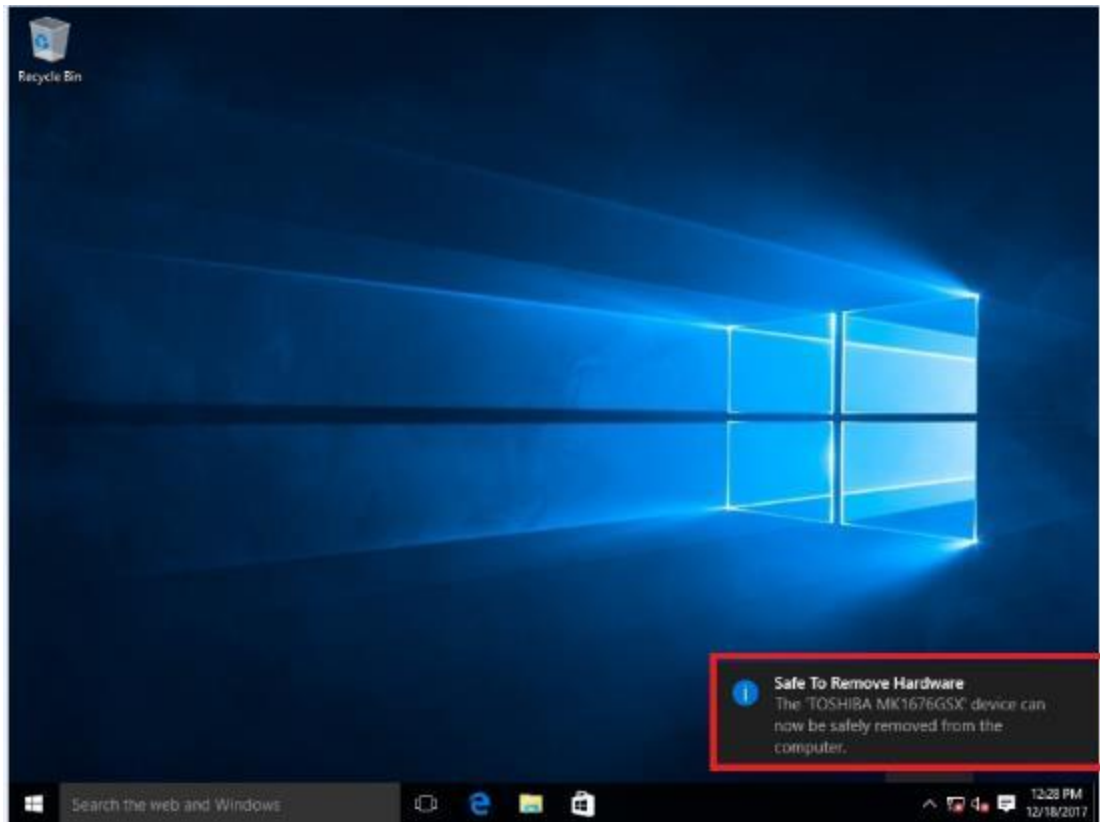 Recycle Bin
Safe To Remove Hardware
The 'TOSHIBA MK1676GSX' device can
now be safely removed from the
computer.
Search the web and Windows
12:28 PM
12/18/2017